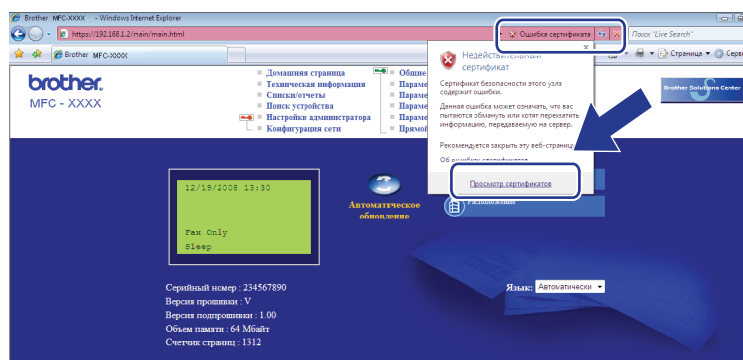 Brother MFC-XXXX - Windows Internet Explorer
https://192.168.1.2/main/main.html
Ошибка сертификата
Поиск "Live Search"
Brother MFC-XXXX
Страница
Недействительный сертификат
Сертификат безопасности этого узла
содержит ошибки.
Данная ошибка может означать, что вас
пытаются обмануть или хотят перехватить
информацию, передаваемую на сервер.
Рекомендуется закрыть эту веб-страницу
Об ошибках сертификатов
Просмотр сертификатов
brother
MFC - XXXX
Домашняя страница
Техническая информация
Списки/отчеты
Поиск устройства
Настройки администратора
Конфигурация сети
Общие
Brother Solutions Center
12/19/2008 13:30
Fax Only
Sleep
Автоматическое
обновление
Расположение
Серийный номер : 234567890
Версия прошивки : V
Версия подпрошивки : 1.00
Объем памяти : 64 Мбайт
Счетчик страниц : 1312
Язык: Автоматически